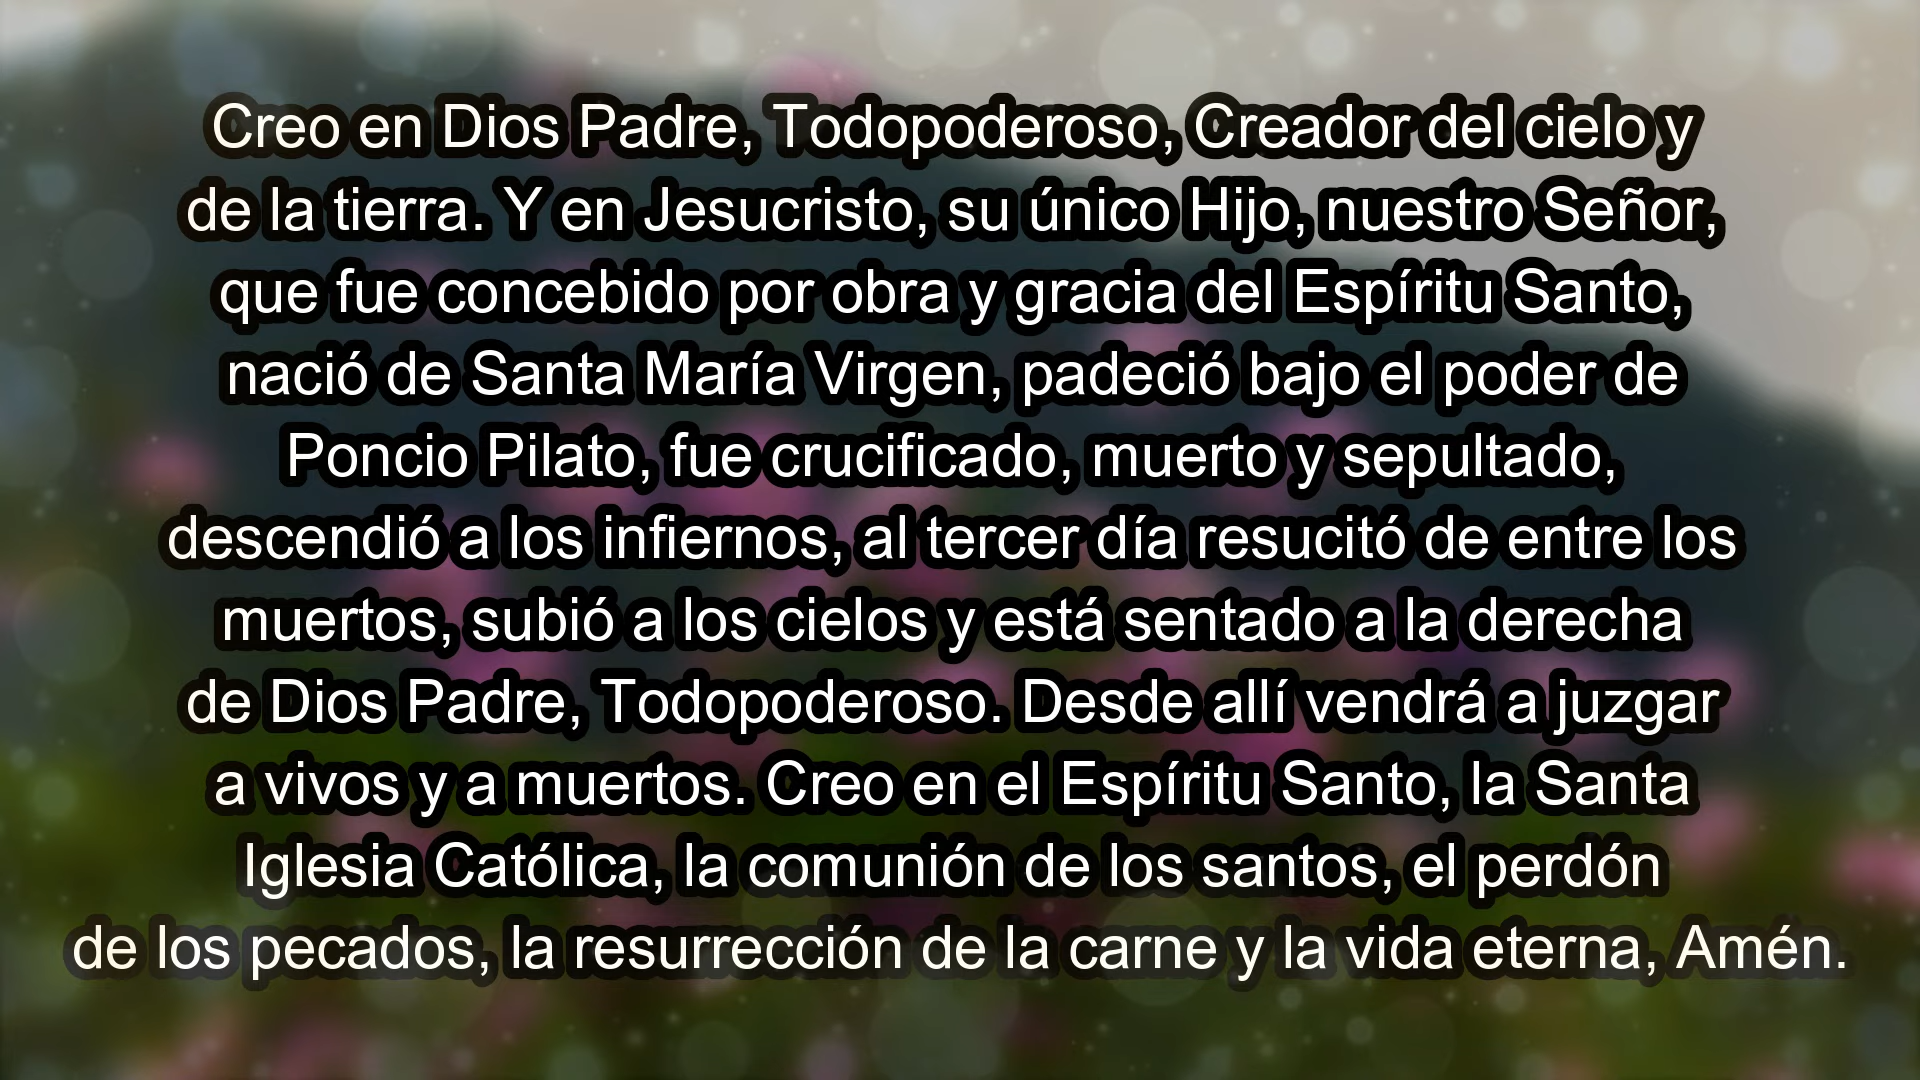 Creo en Dios Padre, Todopoderoso, Creador del cielo y
de la tierra. Y en Jesucristo, su único Hijo, nuestro Señor,
que fue concebido por obra y gracia del Espíritu Santo,
nació de Santa María Virgen, padeció bajo el poder de
Poncio Pilato, fue crucificado, muerto y sepultado,
descendió a los infiernos, al tercer día resucitó de entre los
muertos, subió a los cielos y está sentado a la derecha
de Dios Padre, Todopoderoso. Desde allí vendrá a juzgar
a vivos y a muertos. Creo en el Espíritu Santo, la Santa
Iglesia Católica, la comunión de los santos, el perdón
de los pecados, la resurrección de la carne y la vida eterna, Amén.